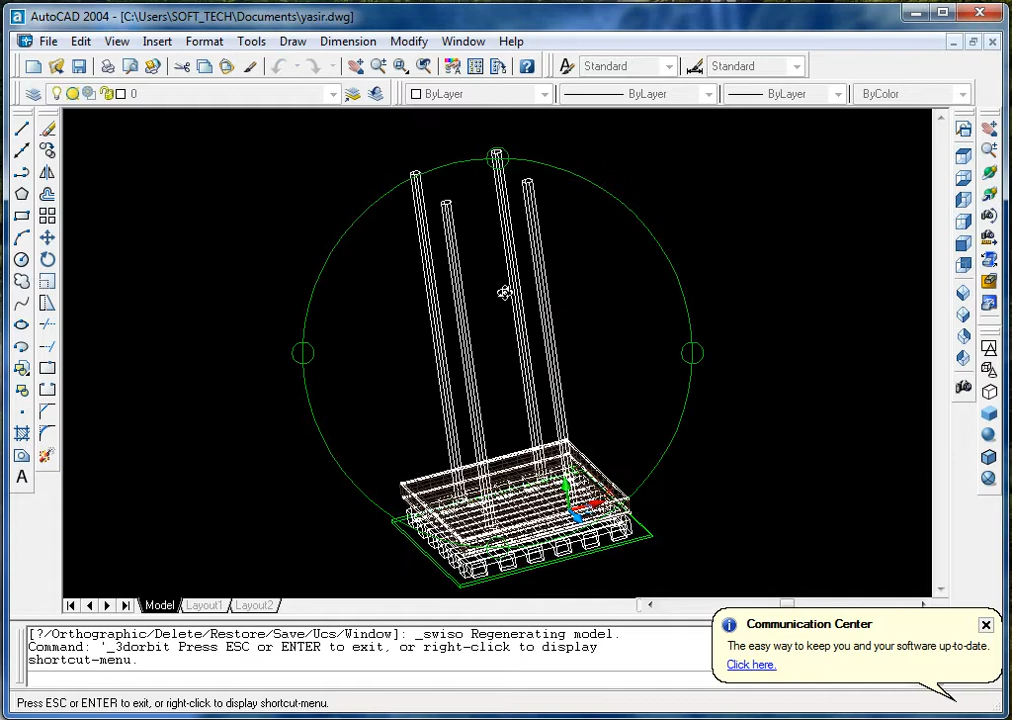 AutoCAD 2004 - [C:\Users\SOFT_TECH\Documents\yasir.dwg]
File Edit View Insert Format Tools Draw Dimension Modify Window Help
Standard Standard
0 ByLayer ByLayer ByLayer ByColor
A
Model Layout1 Layout2
[?/Orthographic/Delete/Restore/Save/Ucs/Window]: _swiso Regenerating model.
Command: '_3dorbit Press ESC or ENTER to exit, or right-click to display
shortcut-menu.
Communication Center
The easy way to keep you and your software up-to-date.
Click here.
Press ESC or ENTER to exit, or right-click to display shortcut-menu.